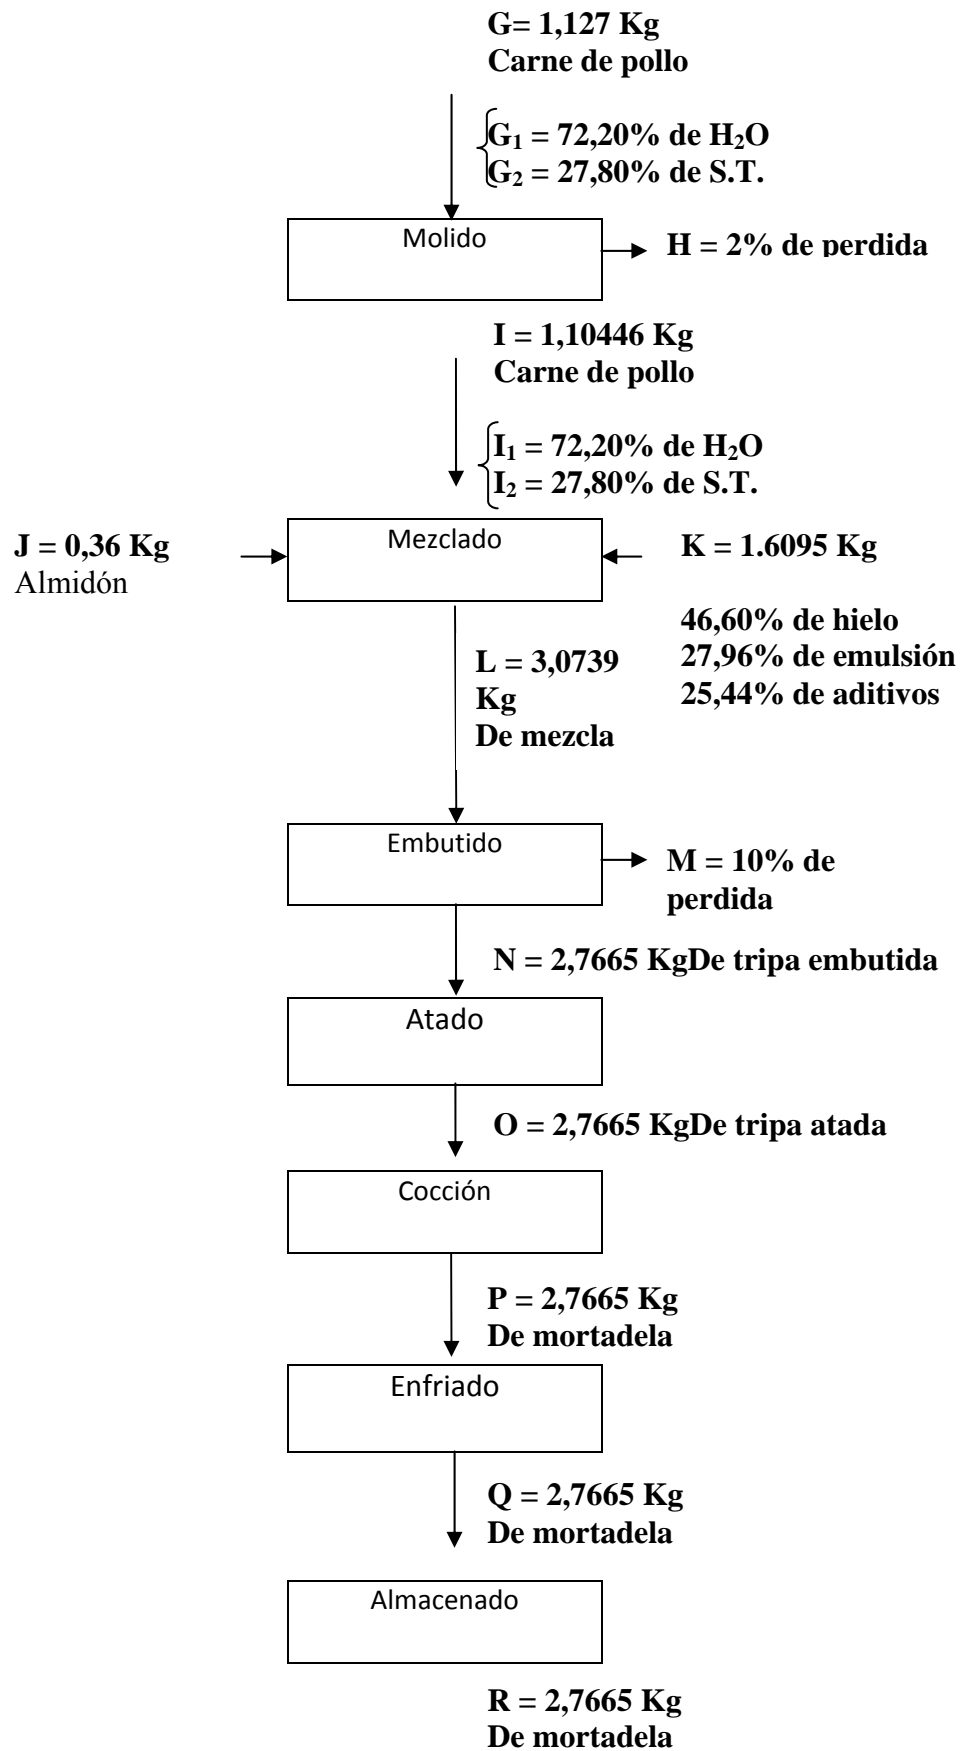 G= 1,127 Kg
Carne de pollo
G₁ = 72,20% de H₂O
G₂ = 27,80% de S.T.
Molido
H = 2% de perdida
I = 1,10446 Kg
Carne de pollo
I₁ = 72,20% de H₂O
I₂ = 27,80% de S.T.
J = 0,36 Kg
Almidón
Mezclado
K = 1.6095 Kg
46,60% de hielo
27,96% de emulsión
25,44% de aditivos
L = 3,0739
Kg
De mezcla
Embutido
M = 10% de
perdida
N = 2,7665 KgDe tripa embutida
Atado
O = 2,7665 KgDe tripa atada
Cocción
P = 2,7665 Kg
De mortadela
Enfriado
Q = 2,7665 Kg
De mortadela
Almacenado
R = 2,7665 Kg
De mortadela